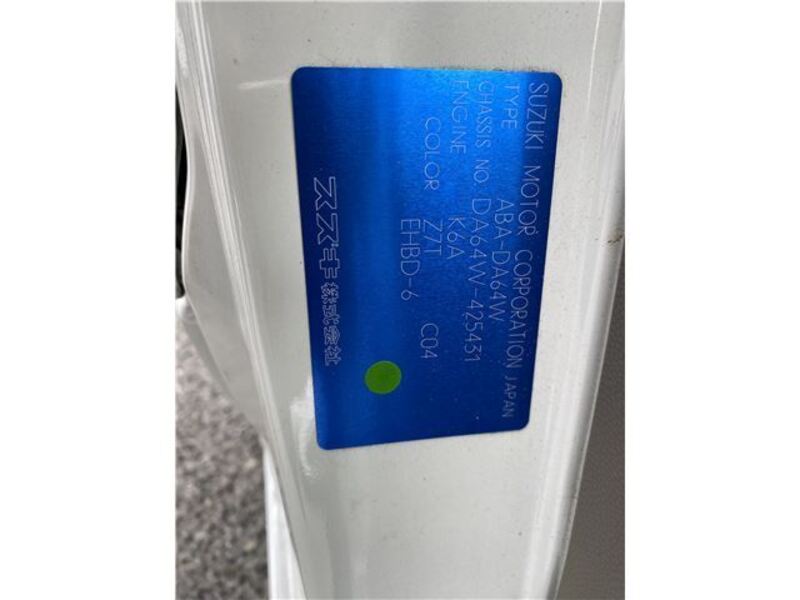 SUZUKI MOTOR CORPORATION JAPAN
TYPE ABA-DA64W
CHASSIS NO. DA64W-425431
ENGINE K6A
COLOR Z7T
EHBD-6 C04
スズキ株式会社